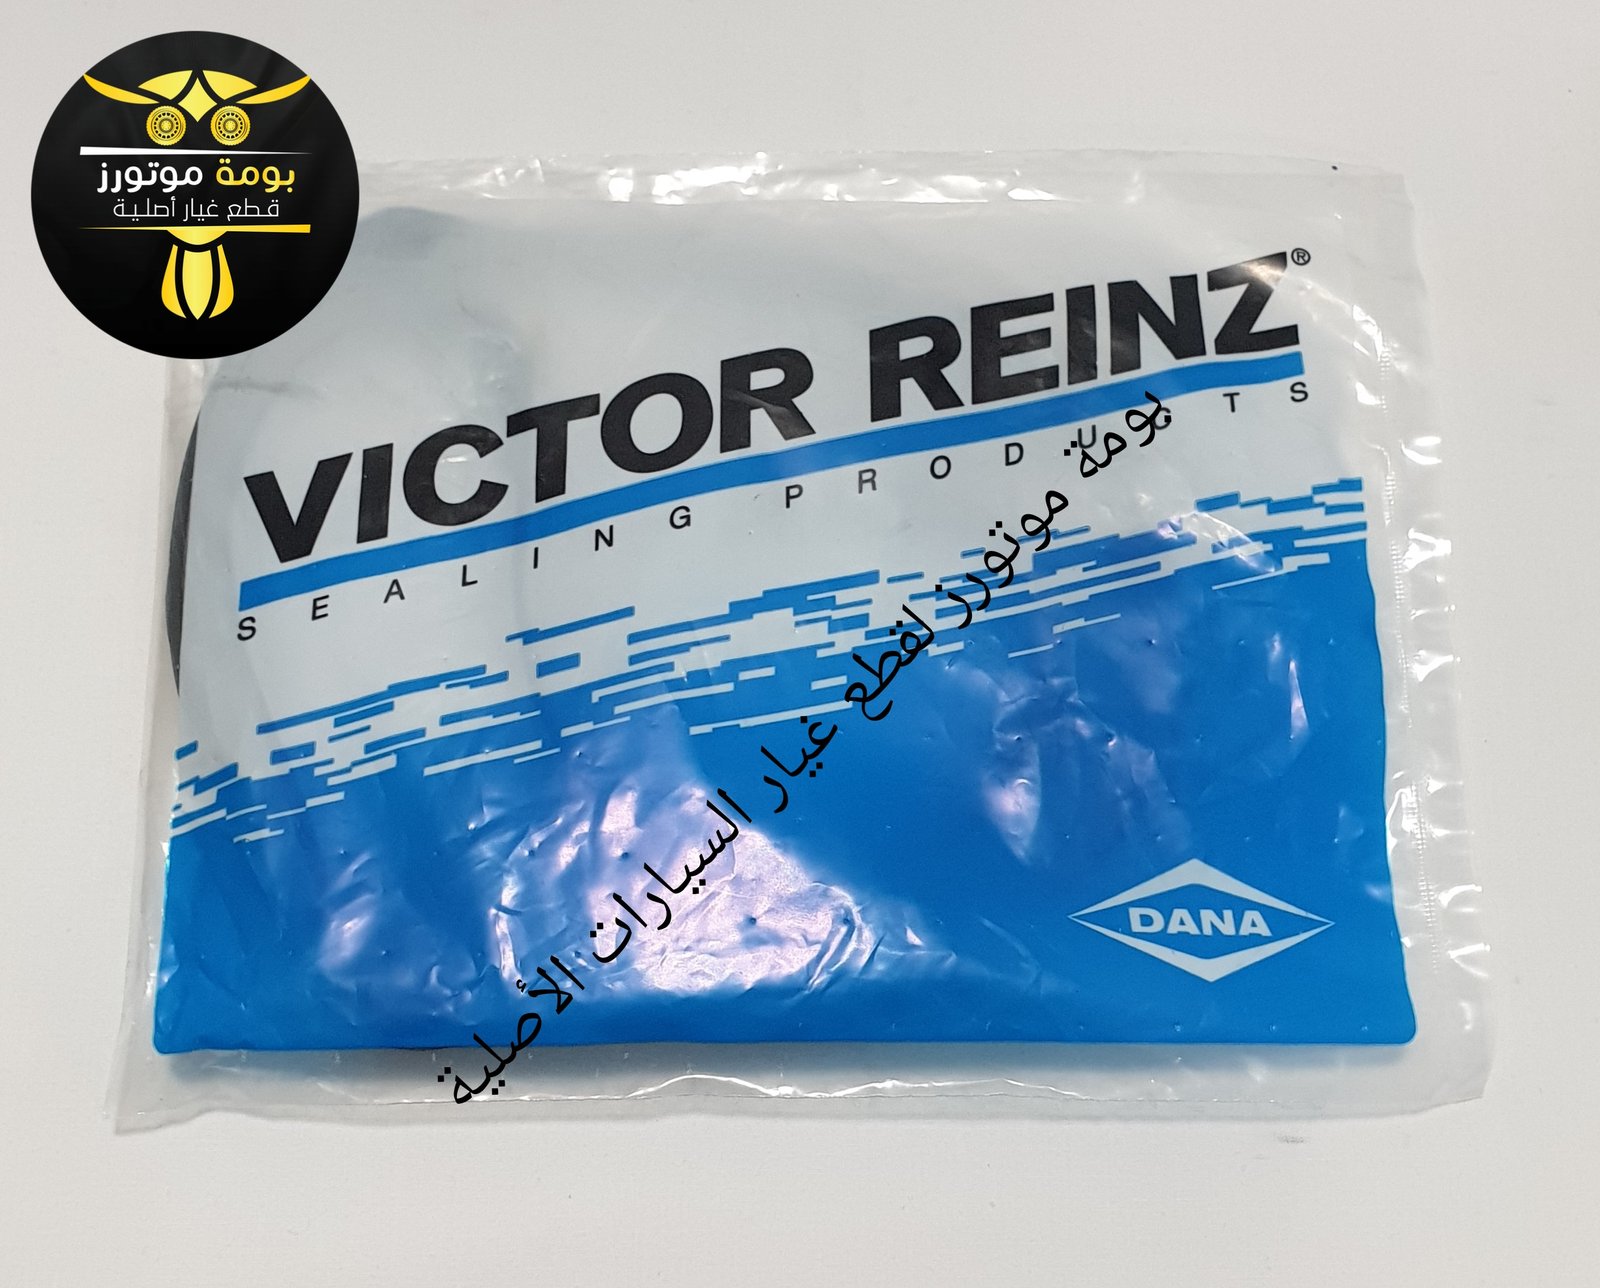 بومة موتورز
قطع غيار أصلية
VICTOR REINZ®
SEALING PRODUCTS
بومة موتورز لقطع غيار السيارات الأصلية
DANA